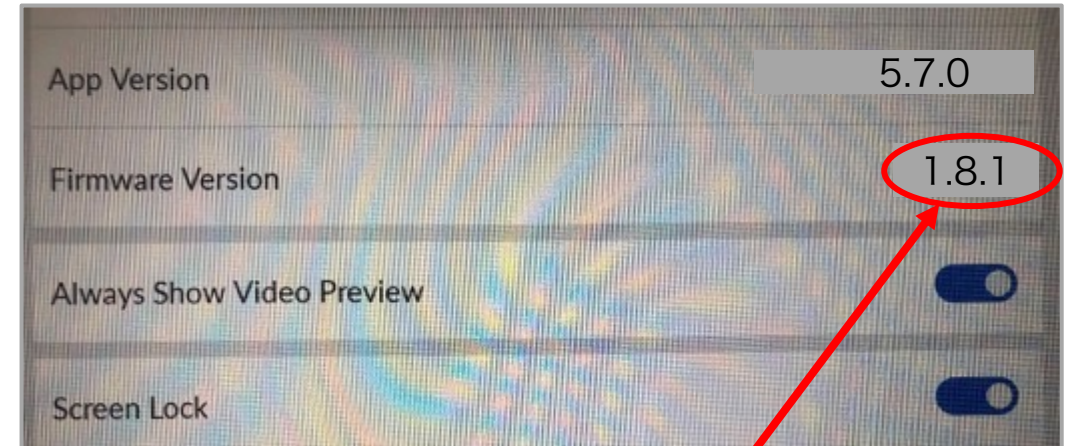 App Version 5.7.0
Firmware Version 1.8.1
Always Show Video Preview
Screen Lock